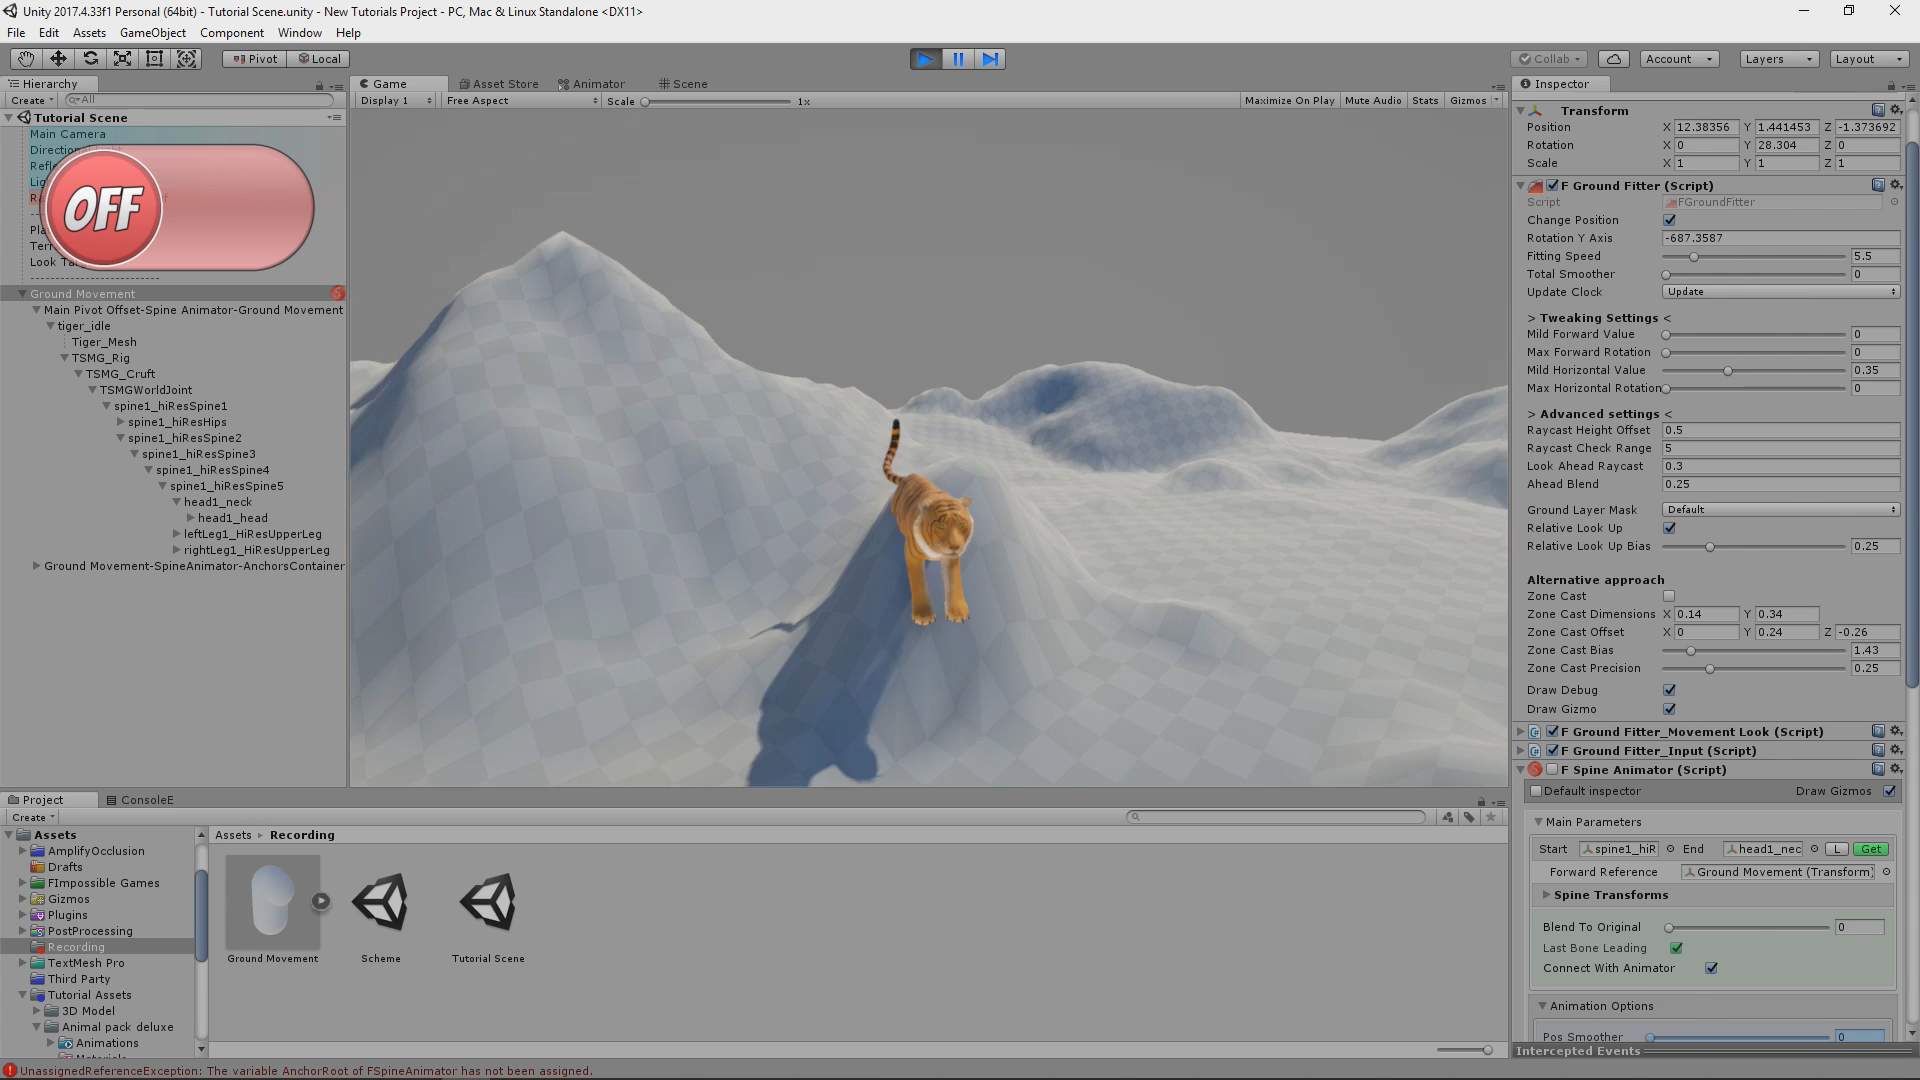 Unity 2017.4.33f1 Personal (64bit) - Tutorial Scene.unity - New Tutorials Project - PC, Mac & Linux Standalone <DX11>
File Edit Assets GameObject Component Window Help
Pivot Local Collab Account Layers Layout
Hierarchy
Create All
Tutorial Scene
Main Camera
OFF
Look
Ground Movement
Main Pivot Offset-Spine Animator-Ground Movement
tiger_idle
Tiger_Mesh
TSMG_Rig
TSMG_Cruft
TSMGWorldJoint
spine1_hiResSpine1
spine1_hiResHips
spine1_hiResSpine2
spine1_hiResSpine3
spine1_hiResSpine4
spine1_hiResSpine5
head1_neck
head1_head
leftLeg1_HiResUpperLeg
rightLeg1_HiResUpperLeg
Ground Movement-SpineAnimator-AnchorsContainer
Game Asset Store Animator Scene
Display 1 Free Aspect Scale 1x Maximize On Play Mute Audio Stats Gizmos
Inspector
Transform
Position X 12.38356 Y 1.441453 Z -1.373692
Rotation X 0 Y 28.304 Z 0
Scale X 1 Y 1 Z 1
F Ground Fitter (Script)
Script FGroundFitter
Change Position
Rotation Y Axis -687.3587
Fitting Speed 5.5
Total Smoother 0
Update Clock Update
> Tweaking Settings <
Mild Forward Value 0
Max Forward Rotation 0
Mild Horizontal Value 0.35
Max Horizontal Rotation 0
> Advanced settings <
Raycast Height Offset 0.5
Raycast Check Range 5
Look Ahead Raycast 0.3
Ahead Blend 0.25
Ground Layer Mask Default
Relative Look Up
Relative Look Up Bias 0.25
Alternative approach
Zone Cast
Zone Cast Dimensions X 0.14 Y 0.34
Zone Cast Offset X 0 Y 0.24 Z -0.26
Zone Cast Bias 1.43
Zone Cast Precision 0.25
Draw Debug
Draw Gizmo
F Ground Fitter_Movement Look (Script)
F Ground Fitter_Input (Script)
F Spine Animator (Script)
Default inspector Draw Gizmos
Main Parameters
Start spine1_hiR End head1_nec L Get
Forward Reference Ground Movement (Transform)
Spine Transforms
Blend To Original 0
Last Bone Leading
Connect With Animator
Animation Options
Pos Smoother 0
Intercepted Events
Project ConsoleE
Create
Assets
AmplifyOcclusion
Drafts
FImpossible Games
Gizmos
Plugins
PostProcessing
Recording
TextMesh Pro
Third Party
Tutorial Assets
3D Model
Animal pack deluxe
Animations
Materials
Assets Recording
Ground Movement Scheme Tutorial Scene
UnassignedReferenceException: The variable AnchorRoot of FSpineAnimator has not been assigned.